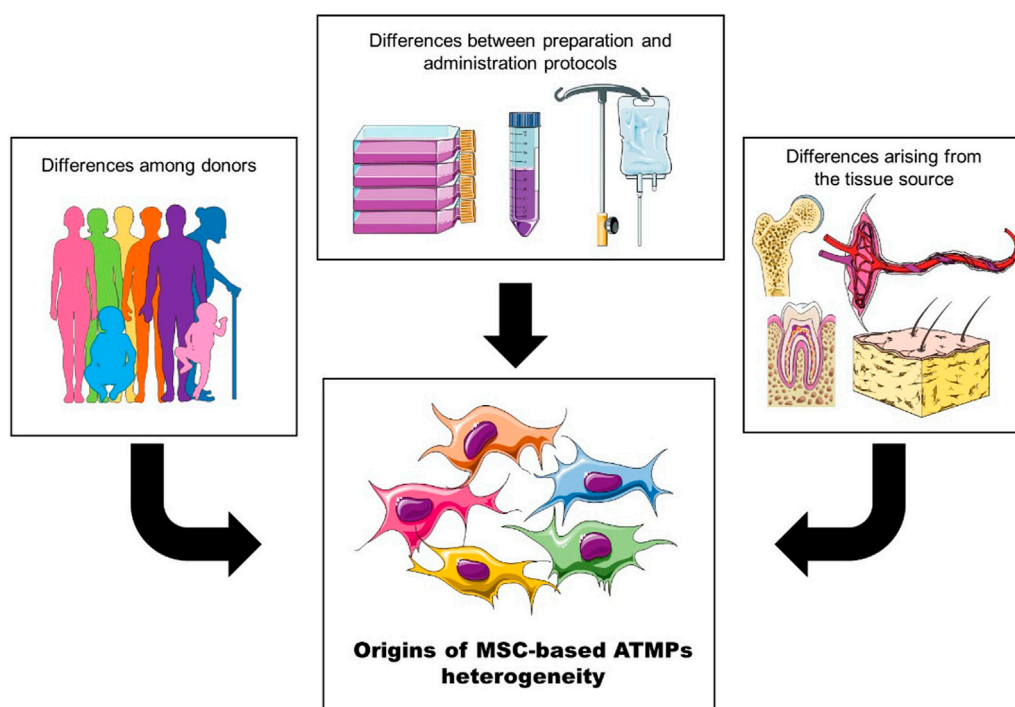 Differences between preparation and
administration protocols
Differences among donors
Differences arising from
the tissue source
Origins of MSC-based ATMPs
heterogeneity